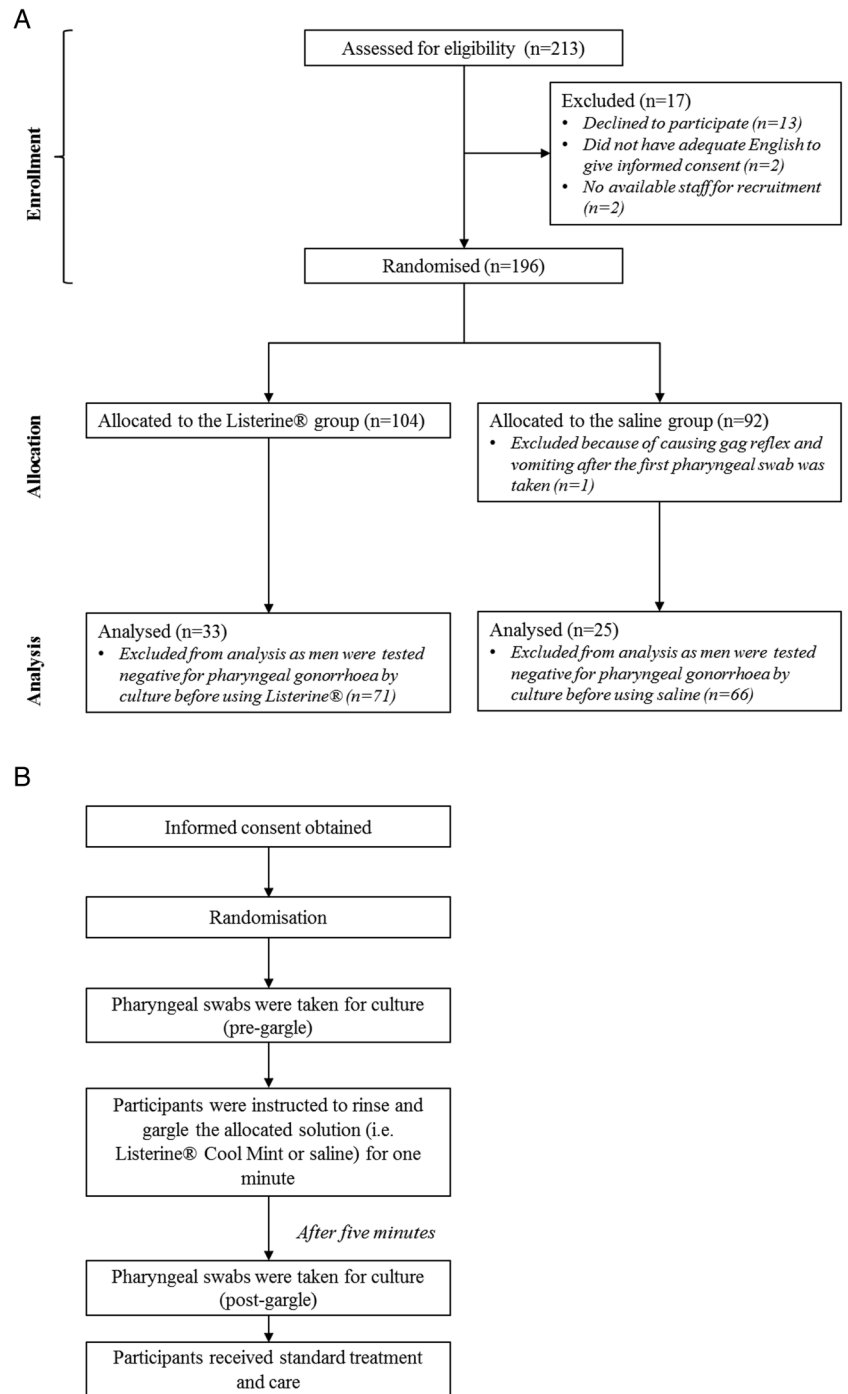 A
Enrollment
Assessed for eligibility (n=213)
Excluded (n=17)
• Declined to participate (n=13)
• Did not have adequate English to
give informed consent (n=2)
• No available staff for recruitment
(n=2)
Randomised (n=196)
Allocation
Allocated to the Listerine® group (n=104)
Allocated to the saline group (n=92)
• Excluded because of causing gag reflex and
vomiting after the first pharyngeal swab was
taken (n=1)
Analysis
Analysed (n=33)
• Excluded from analysis as men were tested
negative for pharyngeal gonorrhoea by
culture before using Listerine® (n=71)
Analysed (n=25)
• Excluded from analysis as men were tested
negative for pharyngeal gonorrhoea by
culture before using saline (n=66)
B
Informed consent obtained
Randomisation
Pharyngeal swabs were taken for culture
(pre-gargle)
Participants were instructed to rinse and
gargle the allocated solution (i.e.
Listerine® Cool Mint or saline) for one
minute
After five minutes
Pharyngeal swabs were taken for culture
(post-gargle)
Participants received standard treatment
and care